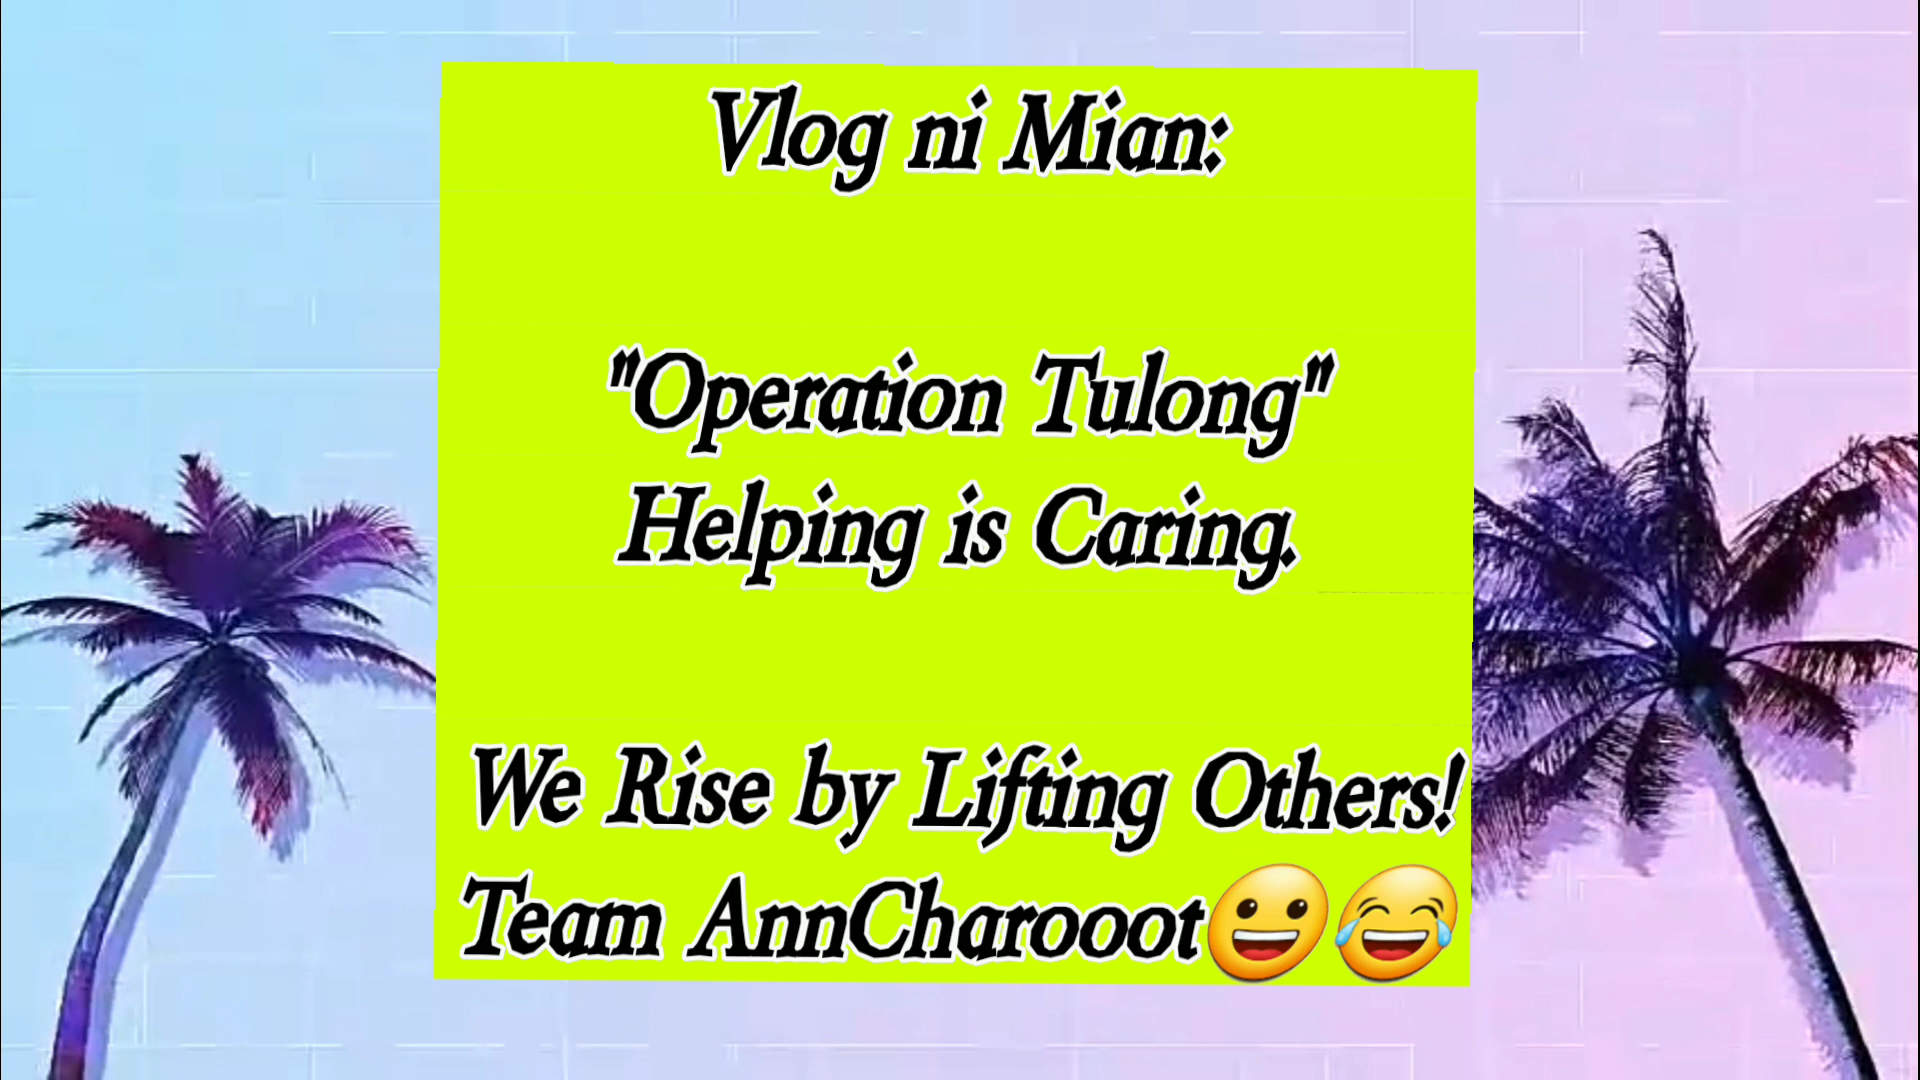 Vlog ni Mian:
"Operation Tulong"
Helping is Caring.
We Rise by Lifting Others!
Team AnnCharooot😀😂